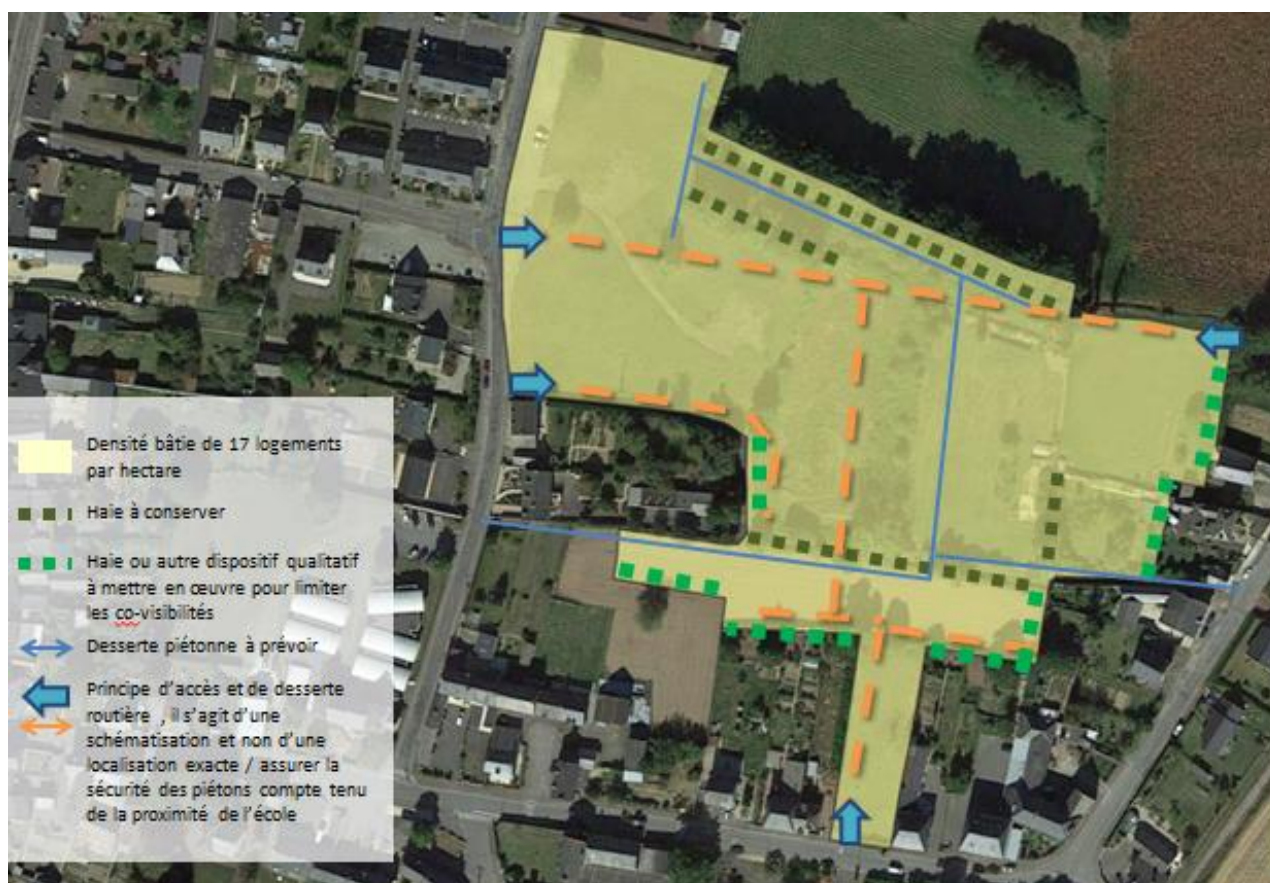 Densité bâtie de 17 logements
par hectare
Haie à conserver
Haie ou autre dispositif qualitatif
à mettre en œuvre pour limiter
les co-visibilités
Desserte piétonne à prévoir
Principe d'accès et de desserte
routière , il s'agit d'une
schématisation et non d'une
localisation exacte / assurer la
sécurité des piétons compte tenu
de la proximité de l'école